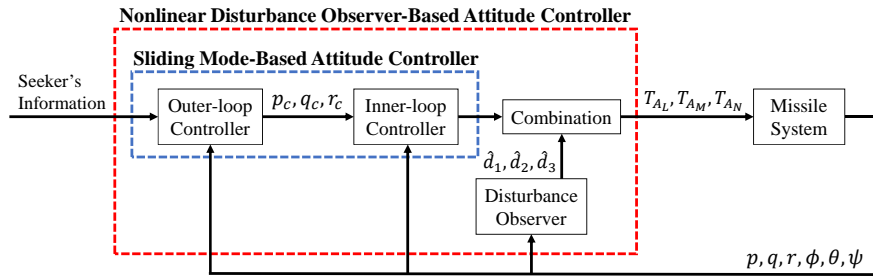 Nonlinear Disturbance Observer-Based Attitude Controller
Sliding Mode-Based Attitude Controller
Seeker's
Information
Outer-loop
Controller
p_c, q_c, r_c
Inner-loop
Controller
Combination
T_{A_L}, T_{A_M}, T_{A_N}
Missile
System
d̂_1, d̂_2, d̂_3
Disturbance
Observer
p, q, r, ϕ, θ, ψ